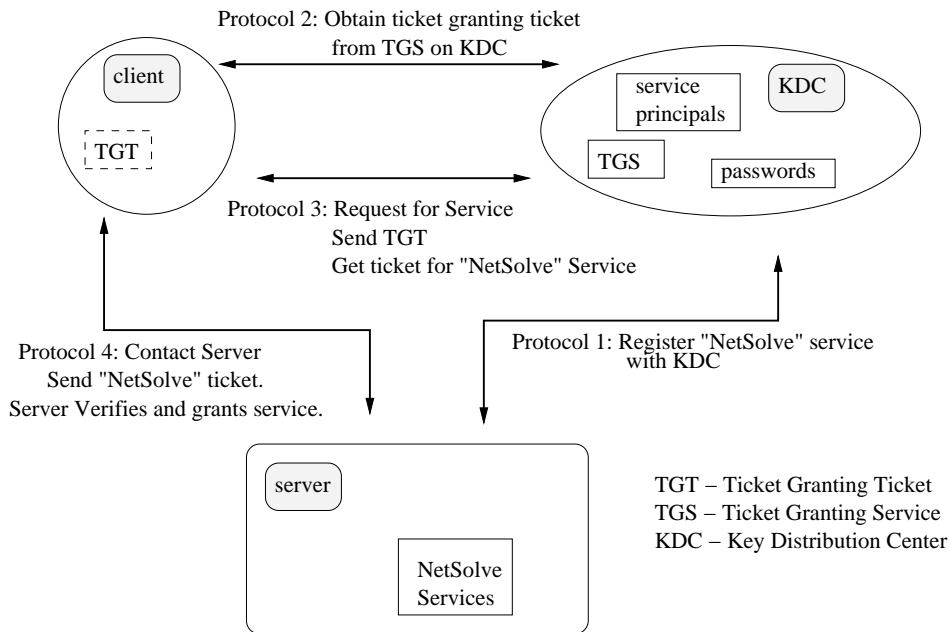 Protocol 2: Obtain ticket granting ticket
from TGS on KDC
client
TGT
service
principals
KDC
TGS
passwords
Protocol 3: Request for Service
Send TGT
Get ticket for "NetSolve" Service
Protocol 4: Contact Server
Send "NetSolve" ticket.
Server Verifies and grants service.
Protocol 1: Register "NetSolve" service
with KDC
server
NetSolve
Services
TGT – Ticket Granting Ticket
TGS – Ticket Granting Service
KDC – Key Distribution Center